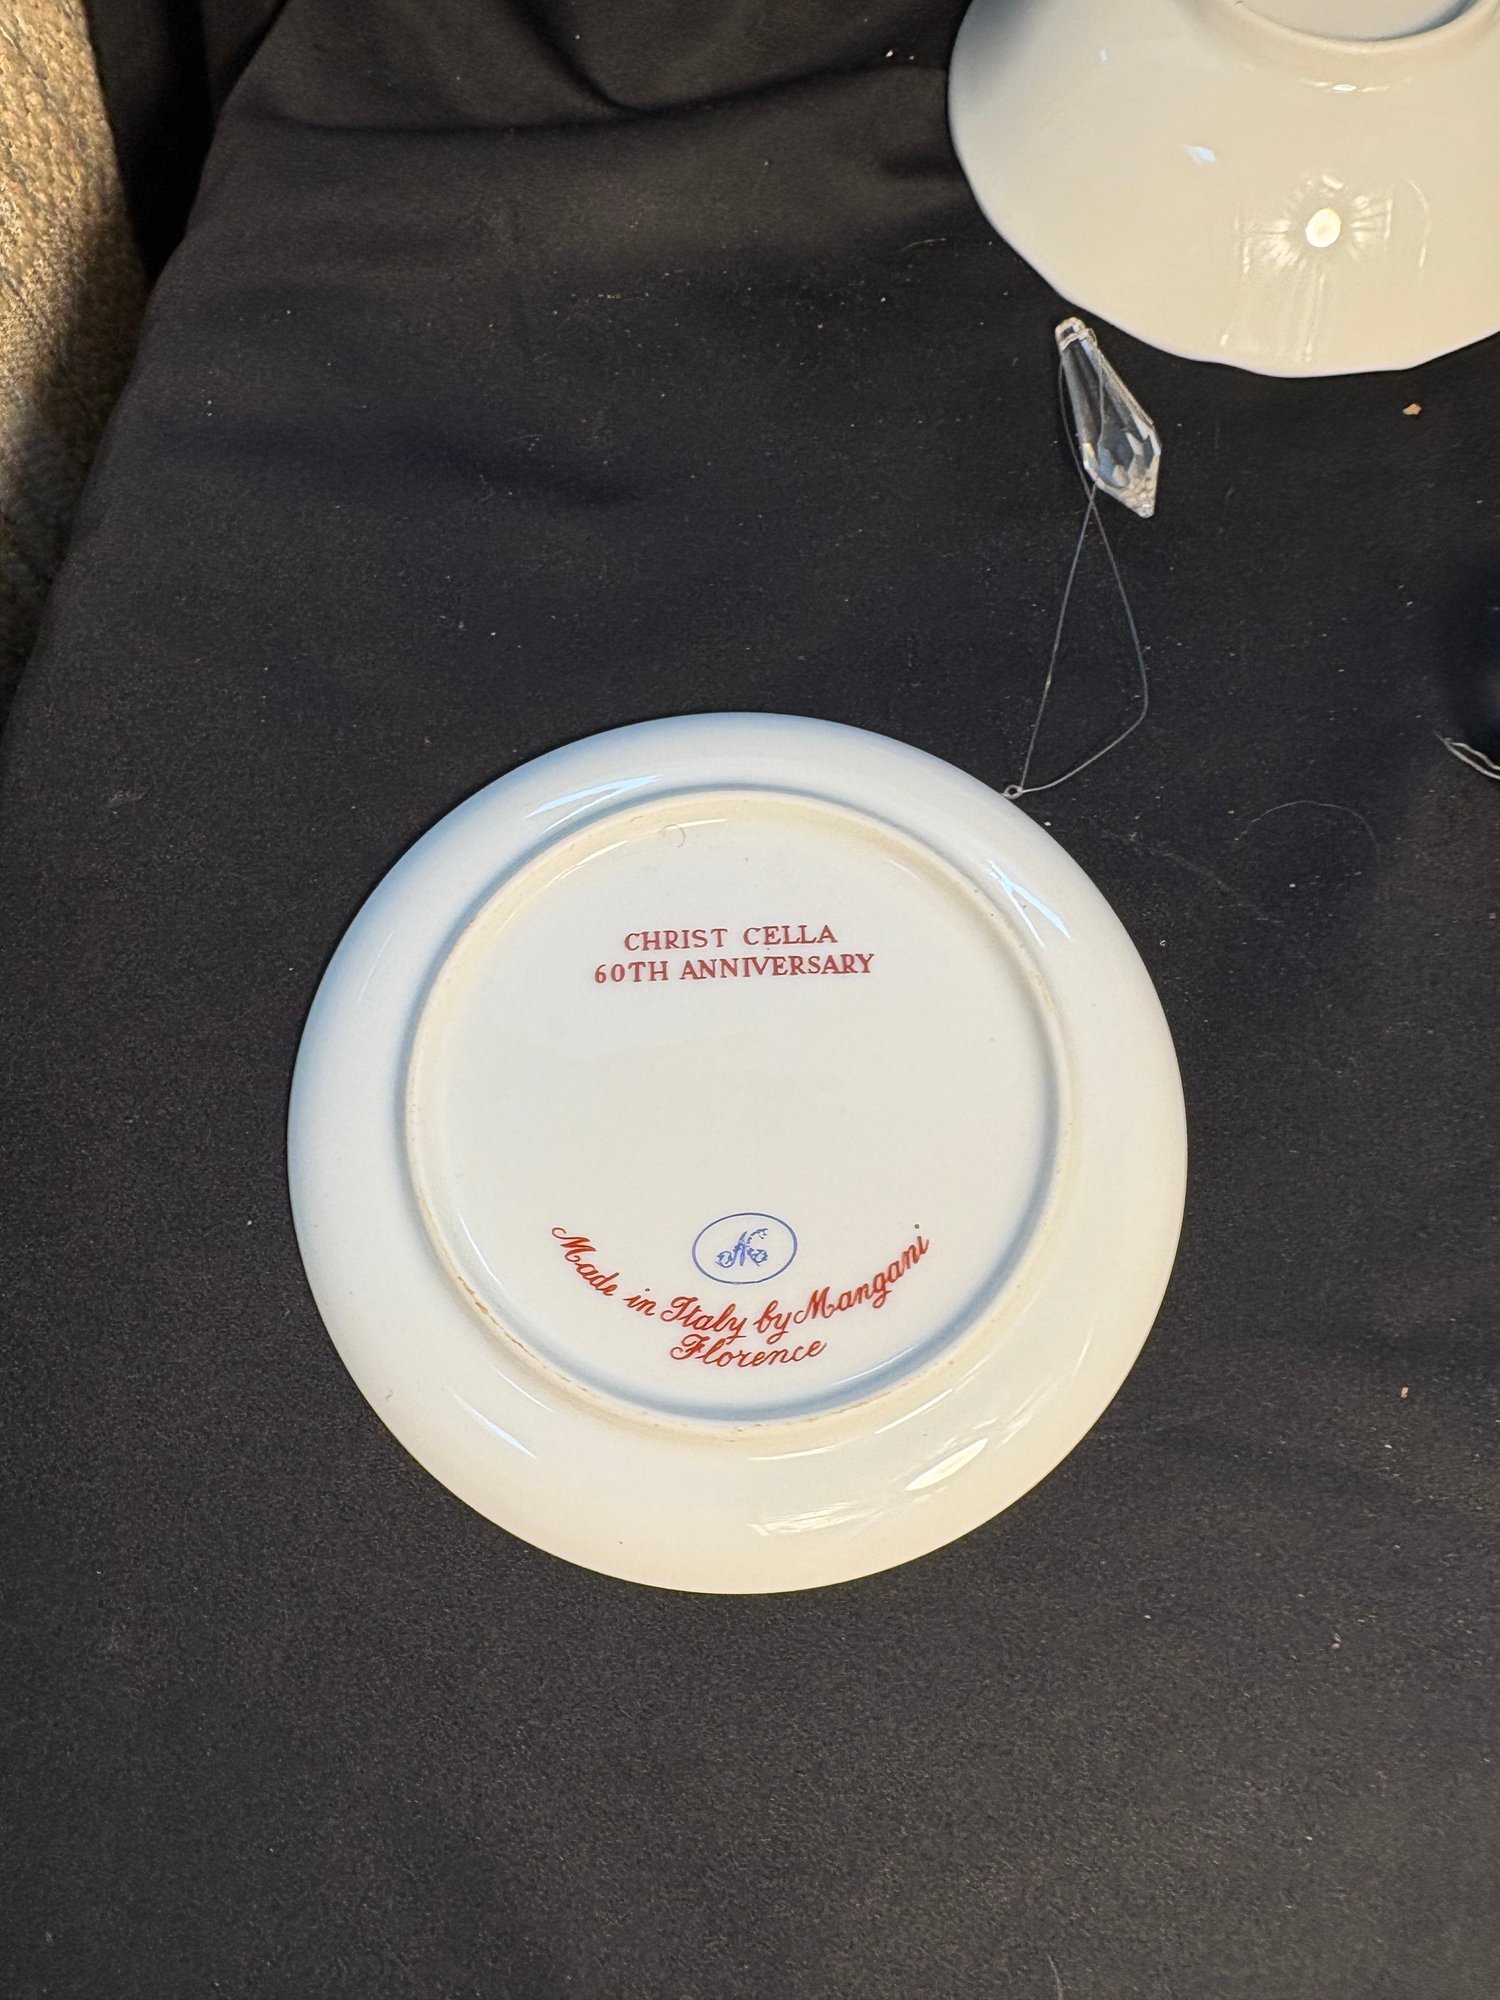 CHRIST CELLA
60TH ANNIVERSARY
Made in Italy by Mangani
Florence